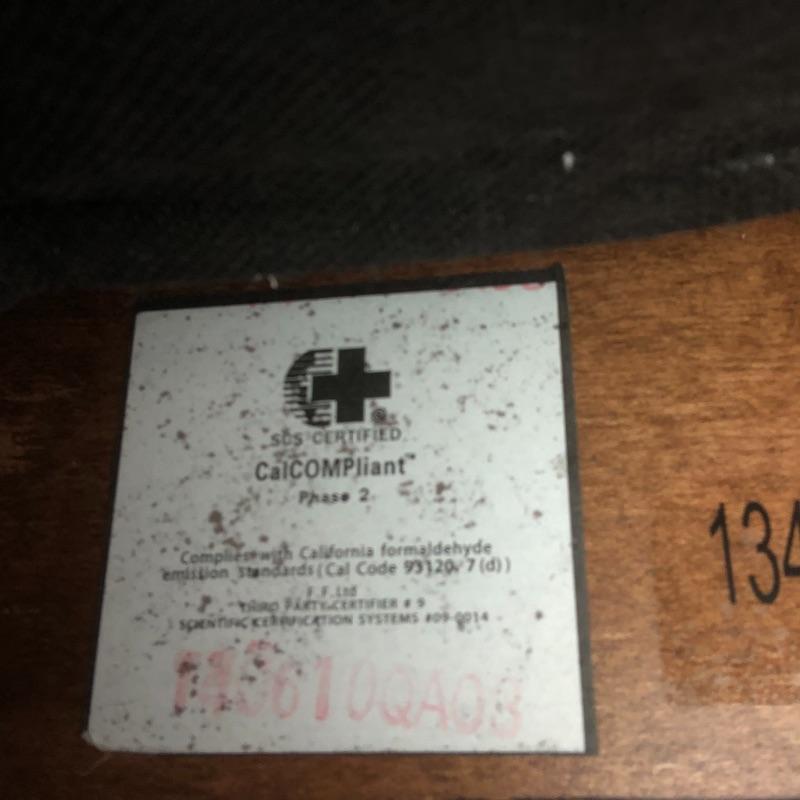 SCS CERTIFIED
CalCOMPliant™
Phase 2
Complies with California formaldehyde
emission standards (Cal Code 93120.7(d))
F.F. Ltd
THIRD PARTY CERTIFIER # 9
SCIENTIFIC CERTIFICATION SYSTEMS #09-0014
610QA03
134